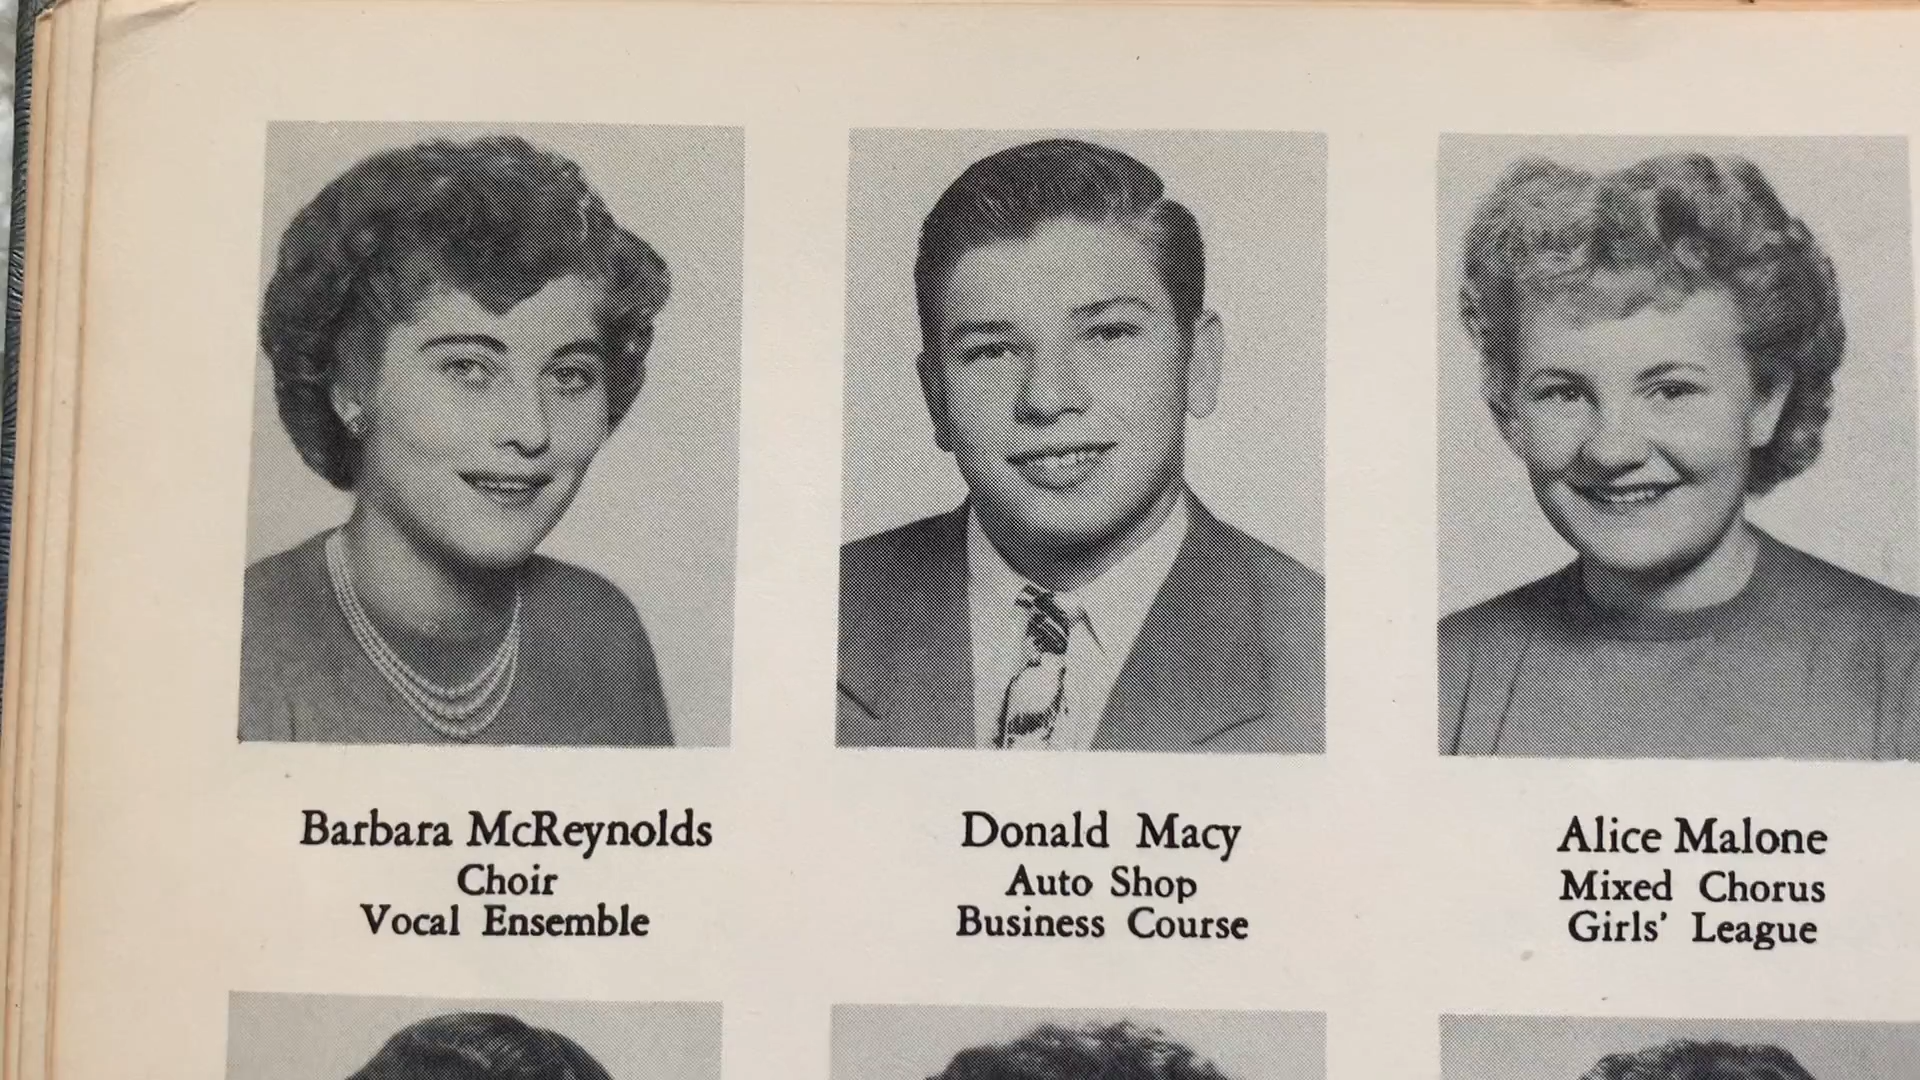 Barbara McReynolds
Choir
Vocal Ensemble
Donald Macy
Auto Shop
Business Course
Alice Malone
Mixed Chorus
Girls' League